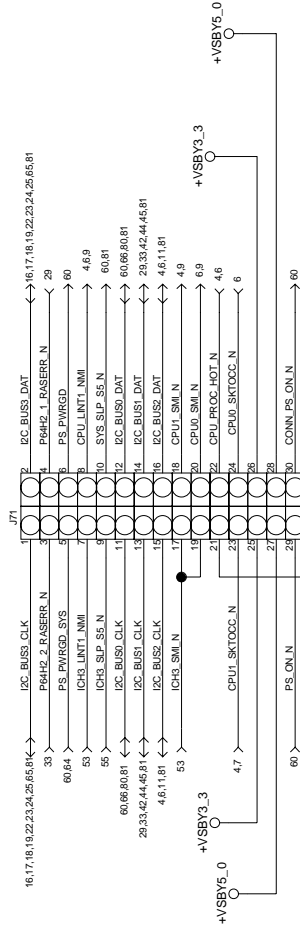 +VSBY5_0
+VSBY3_3
J71
16,17,18,19,22,23,24,25,65,81 I2C_BUS3_CLK 1 2 I2C_BUS3_DAT 16,17,18,19,22,23,24,25,65,81
33 P64H2_2_RASERR_N 3 4 P64H2_1_RASERR_N 29
60,64 PS_PWRGD_SYS 5 6 PS_PWRGD 60
53 ICH3_LINT1_NMI 7 8 CPU_LINT1_NMI 4,6,9
55 ICH3_SLP_S5_N 9 10 SYS_SLP_S5_N 60,81
60,66,80,81 I2C_BUS0_CLK 11 12 I2C_BUS0_DAT 60,66,80,81
29,33,42,44,45,81 I2C_BUS1_CLK 13 14 I2C_BUS1_DAT 29,33,42,44,45,81
4,6,11,81 I2C_BUS2_CLK 15 16 I2C_BUS2_DAT 4,6,11,81
53 ICH3_SMI_N 17 18 CPU1_SMI_N 4,9
19 20 CPU0_SMI_N 6,9
21 22 CPU_PROC_HOT_N 4,6
4,7 CPU1_SKTOCC_N 23 24 CPU0_SKTOCC_N 6
+VSBY3_3 25 26
+VSBY5_0 27 28
60 PS_ON_N 29 30 CONN_PS_ON_N 60